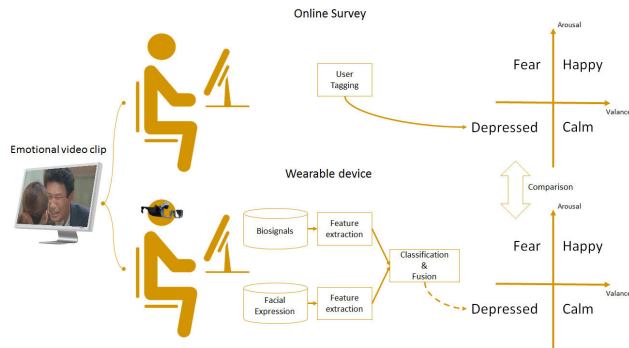 Online Survey
Arousal
User
Tagging
Fear
Happy
Valance
Depressed
Calm
Emotional video clip
Wearable device
Comparison
Arousal
Biosignals
Feature
extraction
Classification
&
Fusion
Fear
Happy
Valance
Facial
Expression
Feature
extraction
Depressed
Calm